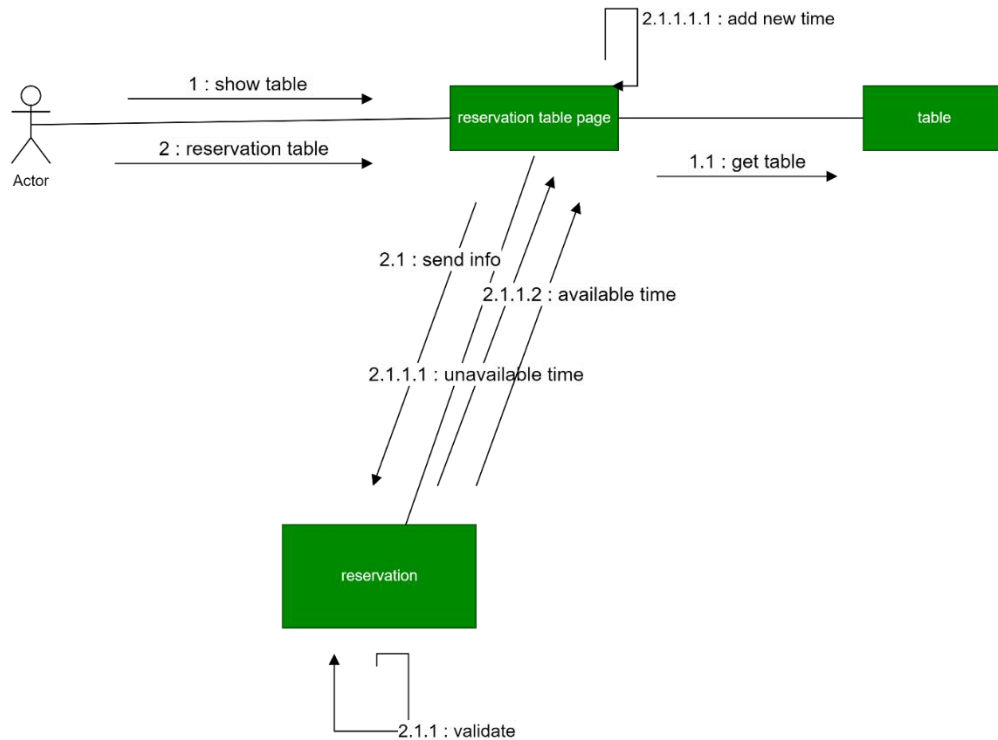 2.1.1.1.1 : add new time
1 : show table
reservation table page
table
2 : reservation table
1.1 : get table
Actor
2.1 : send info
2.1.1.2 : available time
2.1.1.1 : unavailable time
reservation
2.1.1 : validate